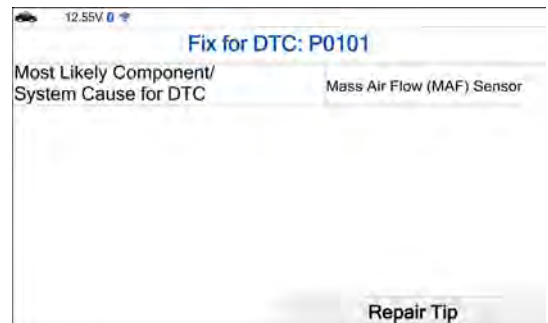 12.55V
Fix for DTC: P0101
Most Likely Component/
System Cause for DTC
Mass Air Flow (MAF) Sensor
Repair Tip